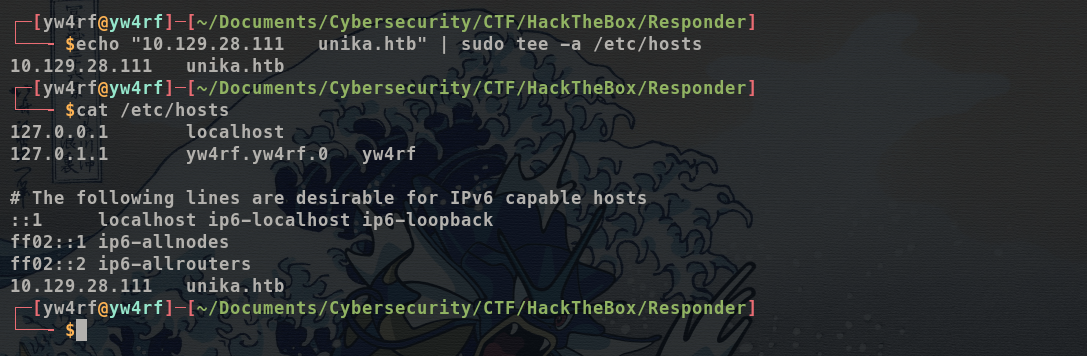 ┌─[yw4rf@yw4rf]─[~/Documents/Cybersecurity/CTF/HackTheBox/Responder]
└──╼ $echo "10.129.28.111   unika.htb" | sudo tee -a /etc/hosts
10.129.28.111   unika.htb
┌─[yw4rf@yw4rf]─[~/Documents/Cybersecurity/CTF/HackTheBox/Responder]
└──╼ $cat /etc/hosts
127.0.0.1       localhost
127.0.1.1       yw4rf.yw4rf.0   yw4rf
# The following lines are desirable for IPv6 capable hosts
::1     localhost ip6-localhost ip6-loopback
ff02::1 ip6-allnodes
ff02::2 ip6-allrouters
10.129.28.111   unika.htb
┌─[yw4rf@yw4rf]─[~/Documents/Cybersecurity/CTF/HackTheBox/Responder]
└──╼ $